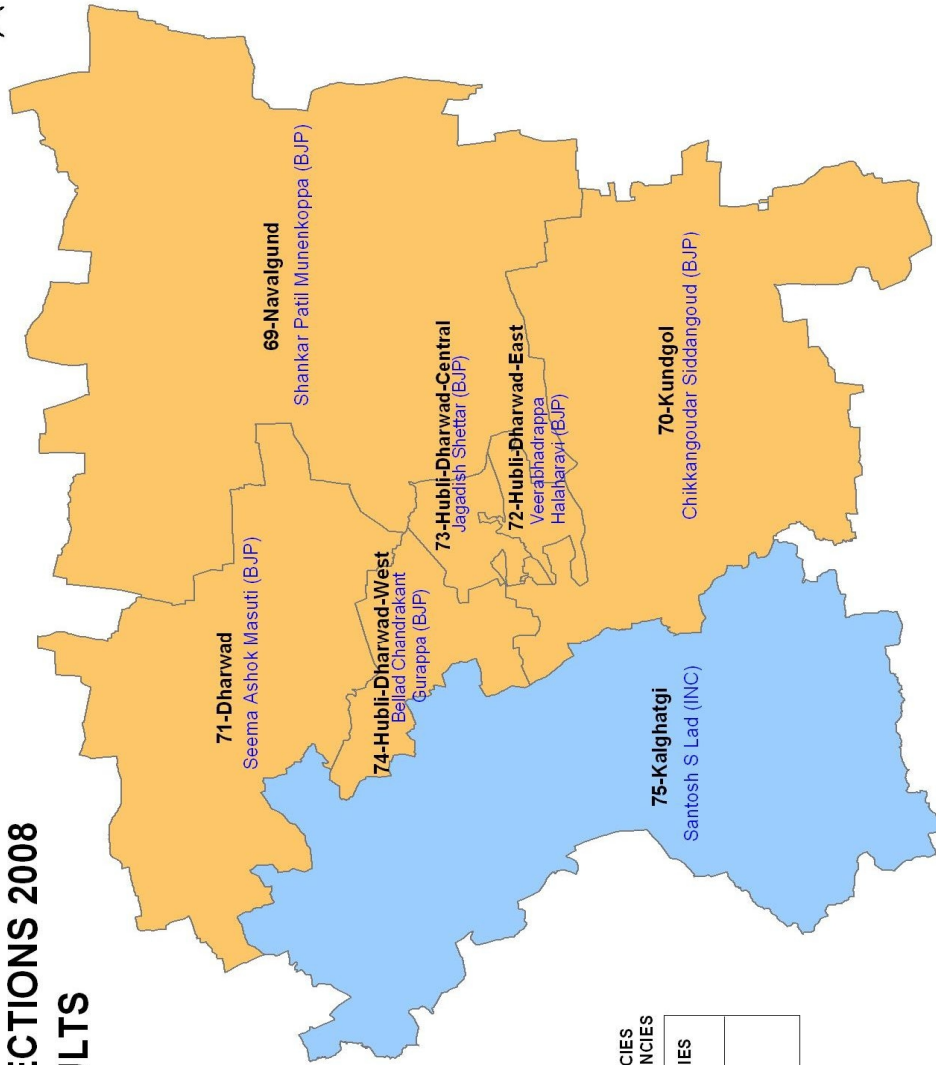 ECTIONS 2008
ULTS
69-Navalgund
Shankar Patil Munenkoppa (BJP)
71-Dharwad
Seema Ashok Masuti (BJP)
73-Hubli-Dharwad-Central
Jagadish Shettar (BJP)
72-Hubli-Dharwad-East
Veerabhadrappa
Halaharavi (BJP)
74-Hubli-Dharwad-West
Bellad Chandrakant
Gurappa (BJP)
70-Kundgol
Chikkangoudar Siddangoud (BJP)
75-Kalghatgi
Santosh S Lad (INC)
CIES
NCIES
IES